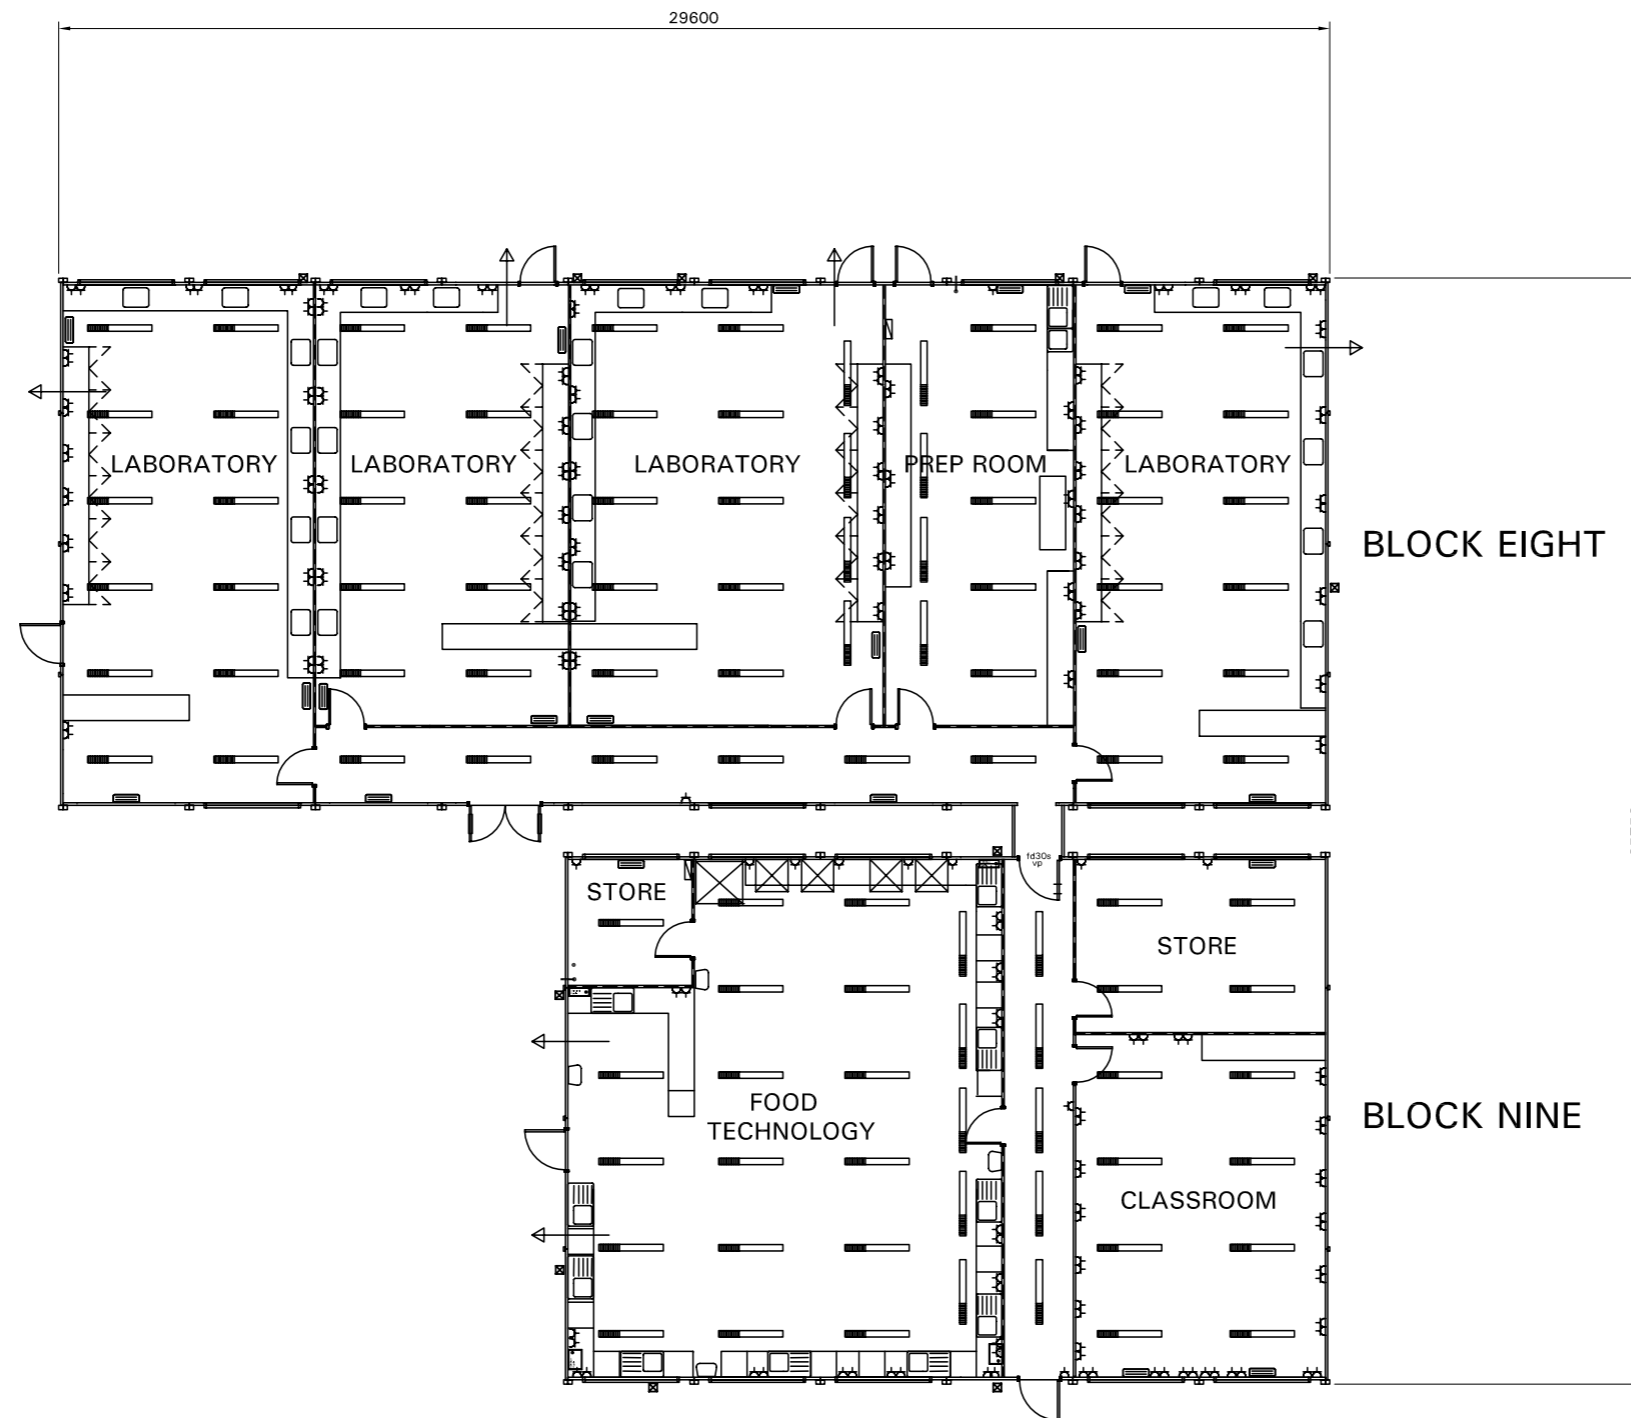 29600
LABORATORY
LABORATORY
LABORATORY
PREP ROOM
LABORATORY
BLOCK EIGHT
fd30s
vp
STORE
STORE
FOOD
TECHNOLOGY
BLOCK NINE
CLASSROOM